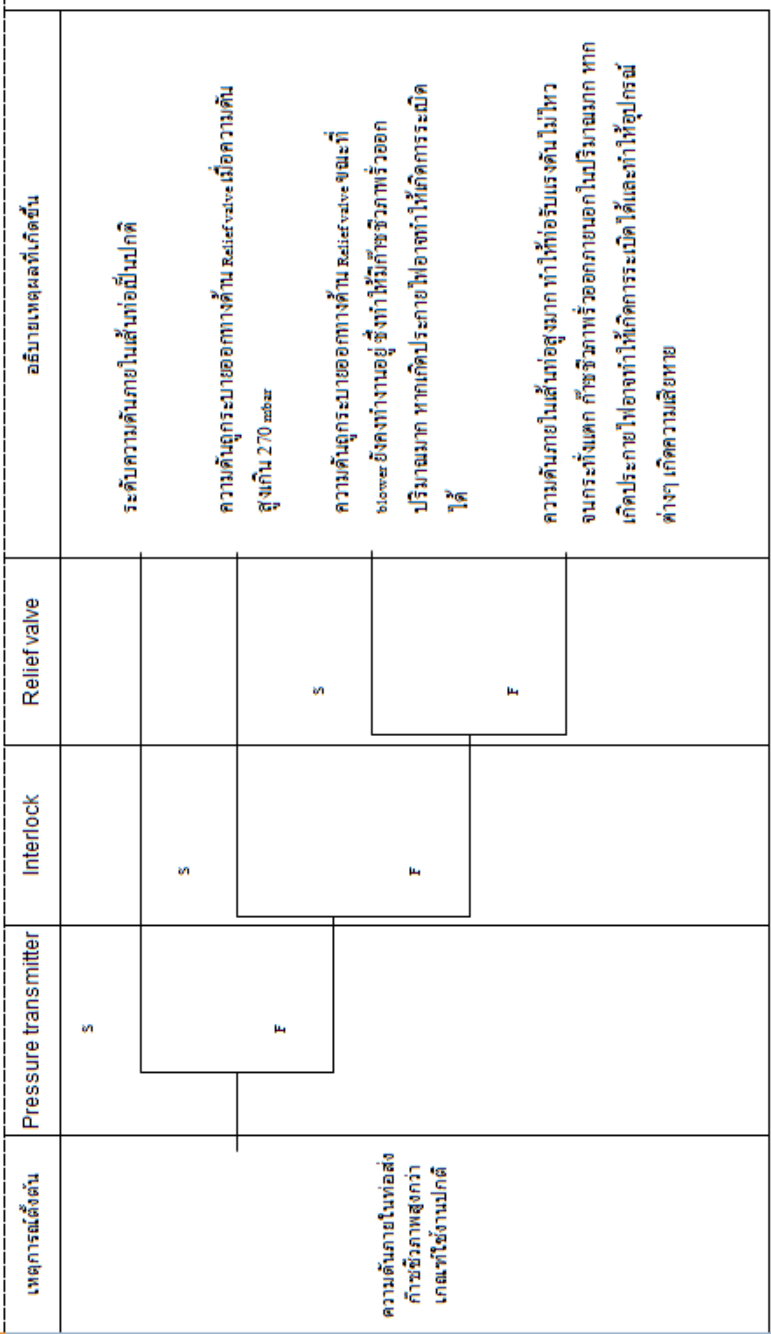 เหตุการณ์ตั้งต้น
Pressure transmitter
Interlock
Relief valve
อธิบายเหตุผลที่เกิดขึ้น
ความดันภายในท่อส่ง
ก๊าซชีวภาพสูงกว่า
เกณฑ์ใช้งานปกติ
S
F
S
F
S
F
ระดับความดันภายในเส้นท่อเป็นปกติ
ความดันถูกระบายออกทางด้าน Relief valve เมื่อความดัน
สูงเกิน 270 mbar
ความดันถูกระบายออกทางด้าน Relief valve ขณะที่
blower ยังคงทำงานอยู่ ซึ่งทำให้มีก๊าซชีวภาพรั่วออก
ปริมาณมาก หากเกิดประกายไฟอาจทำให้เกิดการระเบิด
ได้
ความดันภายในเส้นท่อสูงมาก ทำให้ท่อรับแรงดันไม่ไหว
จนกระทั่งแตก ก๊าซชีวภาพรั่วออกภายนอกในปริมาณมาก หาก
เกิดประกายไฟอาจทำให้เกิดการระเบิดได้และทำให้อุปกรณ์
ต่างๆ เกิดความเสียหาย